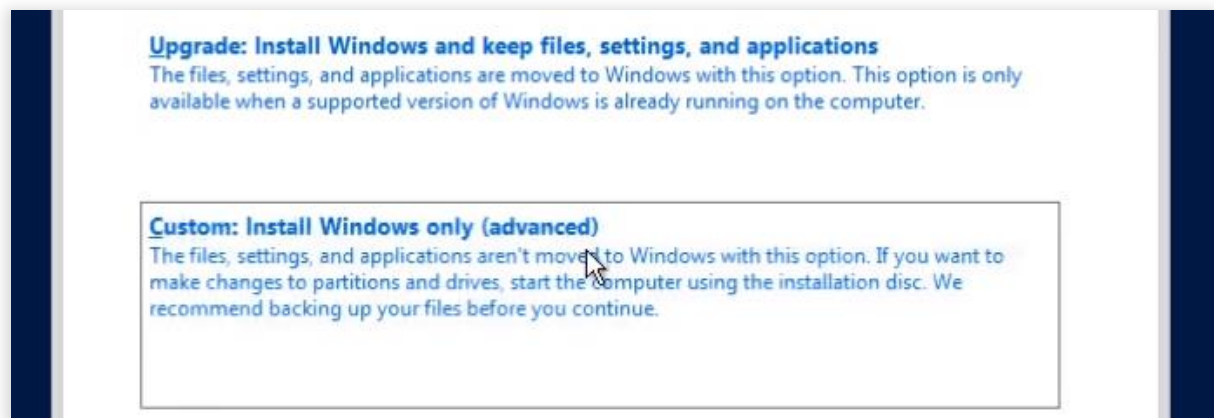 Upgrade: Install Windows and keep files, settings, and applications
The files, settings, and applications are moved to Windows with this option. This option is only
available when a supported version of Windows is already running on the computer.
Custom: Install Windows only (advanced)
The files, settings, and applications aren't moved to Windows with this option. If you want to
make changes to partitions and drives, start the computer using the installation disc. We
recommend backing up your files before you continue.